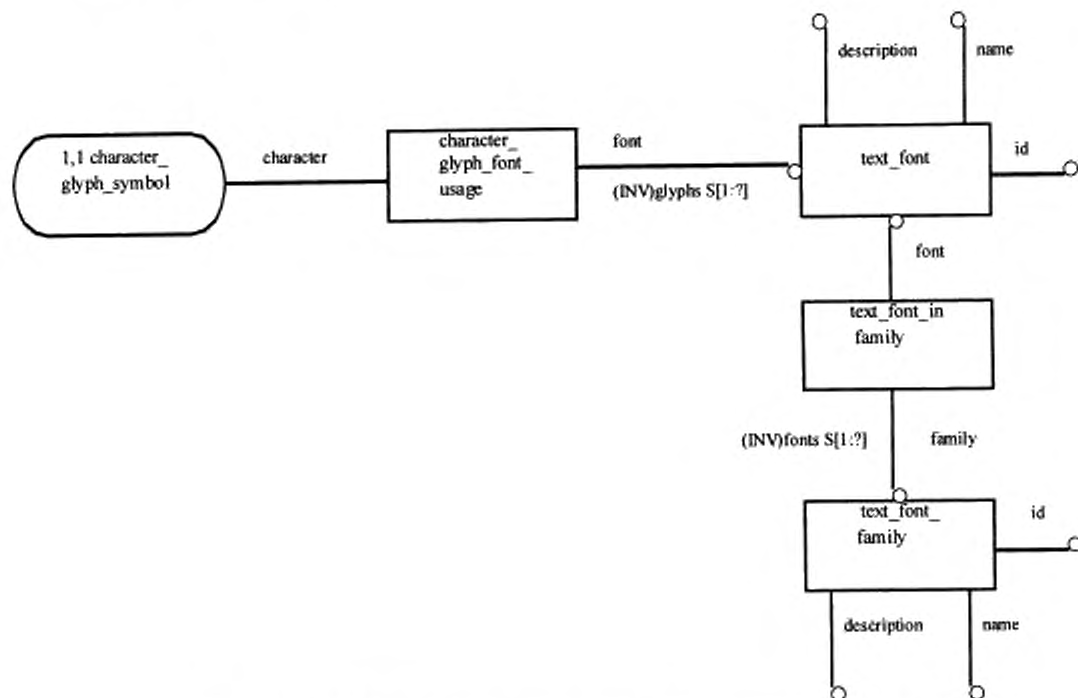 description
name
1,1 character_
glyph_symbol
character
character_
glyph_font_
usage
font
(INV)glyphs S[1:?]
text_font
id
font
text_font_in
family
(INV)fonts S[1:?]
family
text_font_
family
id
description
name